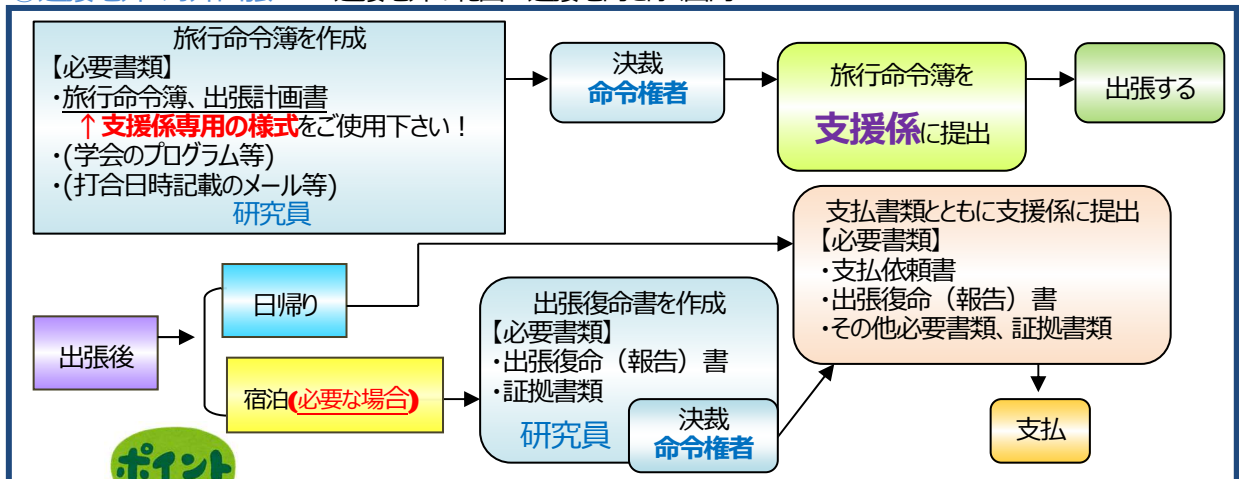 旅行命令簿を作成
【必要書類】
・旅行命令簿、出張計画書
↑支援係専用の様式をご使用下さい！
・(学会のプログラム等)
・(打合日時記載のメール等)
研究員
決裁
命令権者
旅行命令簿を
支援係に提出
出張する
出張後
日帰り
宿泊(必要な場合)
出張復命書を作成
【必要書類】
・出張復命（報告）書
・証拠書類
研究員
決裁
命令権者
支払書類とともに支援係に提出
【必要書類】
・支払依頼書
・出張復命（報告）書
・その他必要書類、証拠書類
支払
ポイント